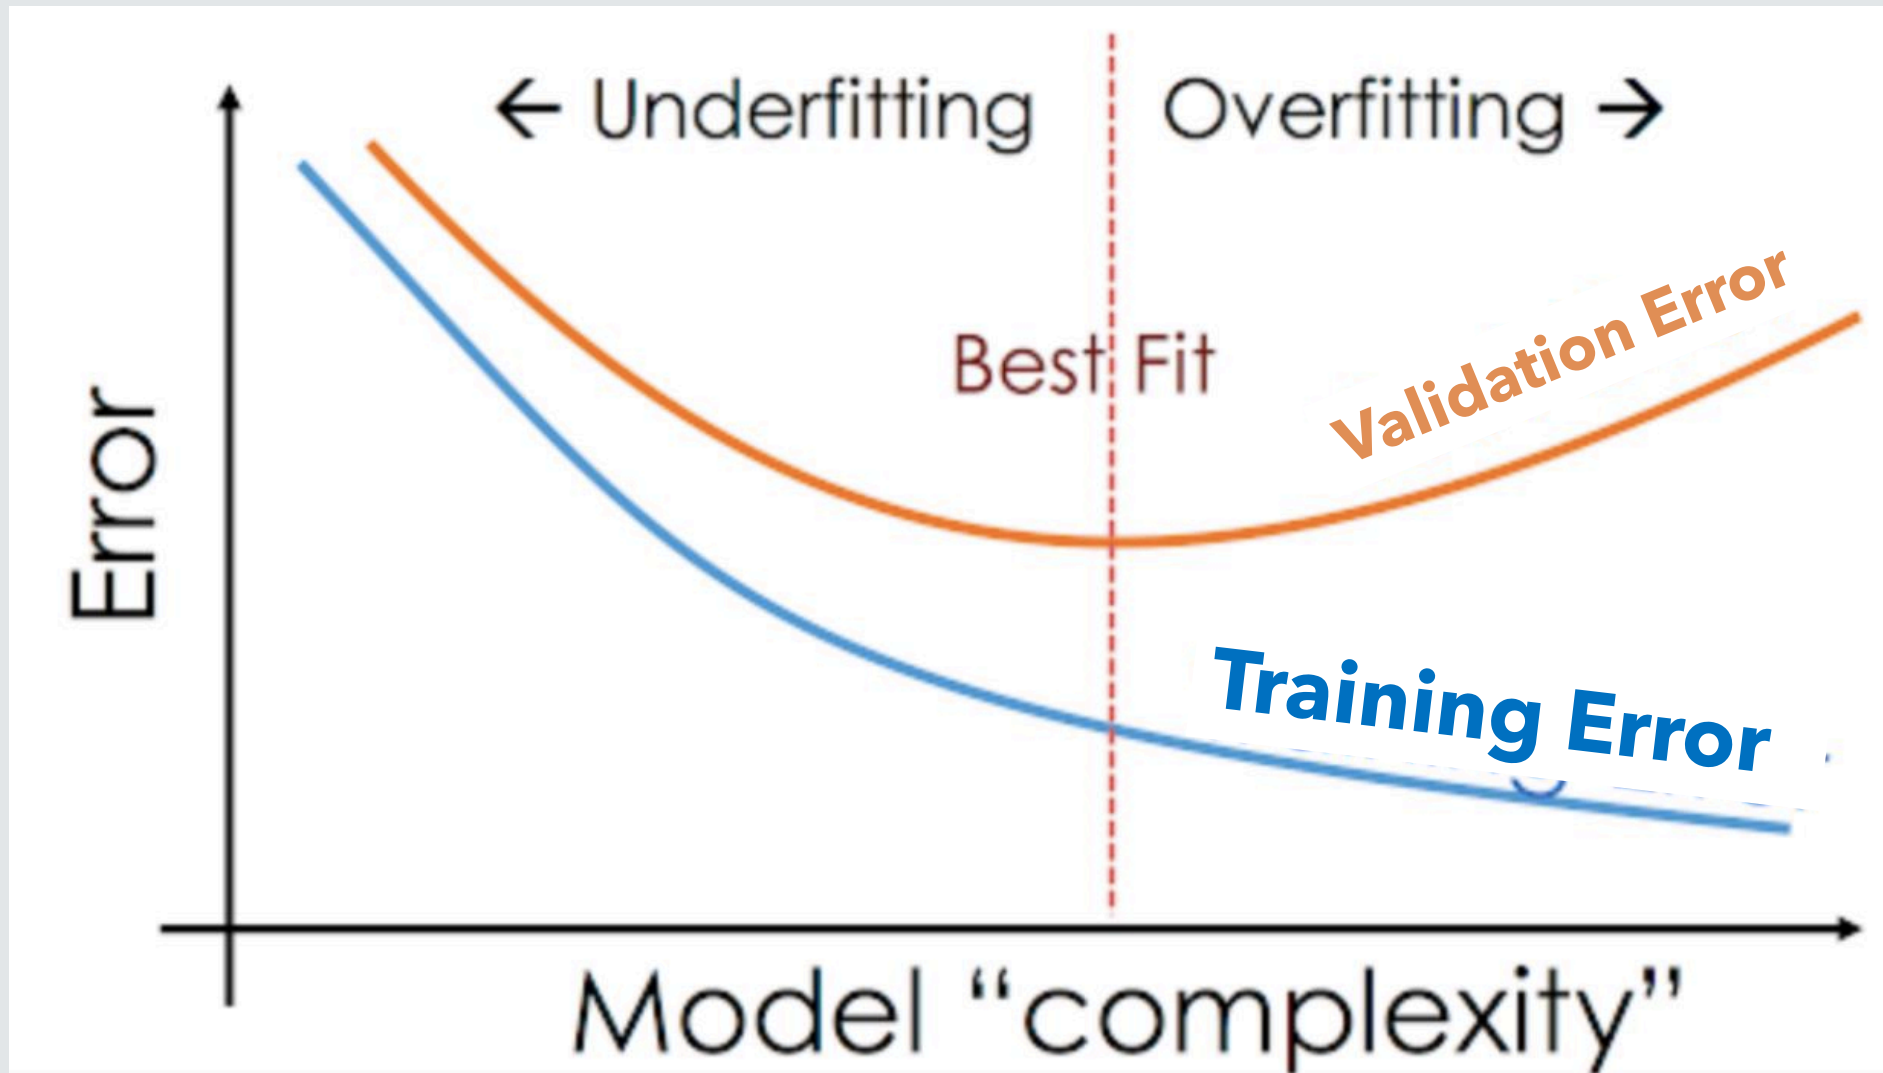 ← Underfitting
Overfitting →
Best Fit
Validation Error
Training Error
Error
Model “complexity”